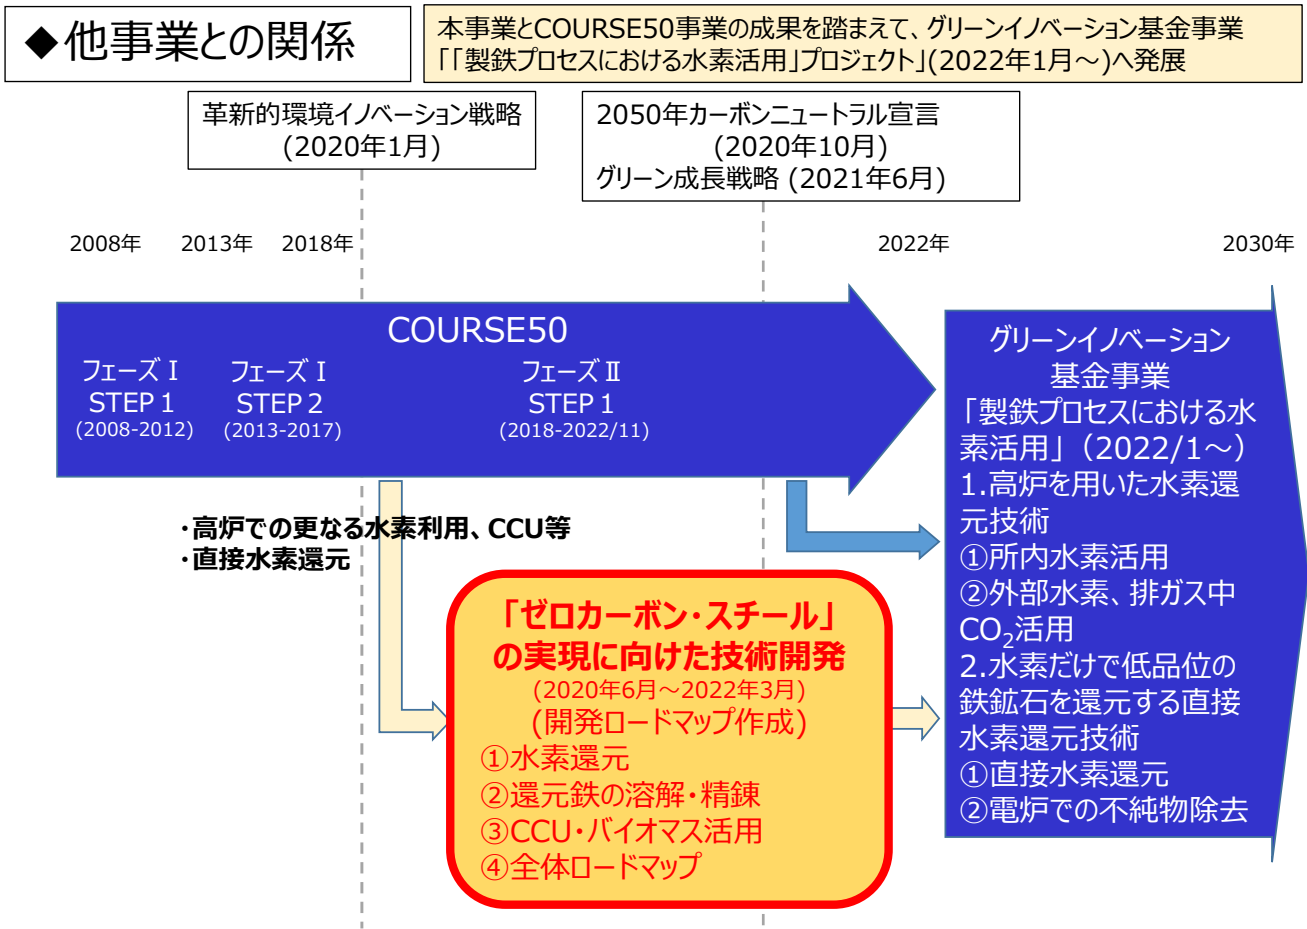 ◆他事業との関係
本事業とCOURSE50事業の成果を踏まえて、グリーンイノベーション基金事業
「「製鉄プロセスにおける水素活用」プロジェクト」(2022年1月～)へ発展
革新的環境イノベーション戦略
(2020年1月)
2050年カーボンニュートラル宣言
(2020年10月)
グリーン成長戦略 (2021年6月)
2008年
2013年
2018年
2022年
2030年
COURSE50
フェーズⅠ
STEP1
(2008-2012)
フェーズⅠ
STEP2
(2013-2017)
フェーズⅡ
STEP1
(2018-2022/11)
・高炉での更なる水素利用、CCU等
・直接水素還元
「ゼロカーボン・スチール」
の実現に向けた技術開発
(2020年6月～2022年3月)
(開発ロードマップ作成)
①水素還元
②還元鉄の溶解・精錬
③CCU・バイオマス活用
④全体ロードマップ
グリーンイノベーション
基金事業
「製鉄プロセスにおける水
素活用」（2022/1～）
1.高炉を用いた水素還
元技術
①所内水素活用
②外部水素、排ガス中
CO₂活用
2.水素だけで低品位の
鉄鉱石を還元する直接
水素還元技術
①直接水素還元
②電炉での不純物除去